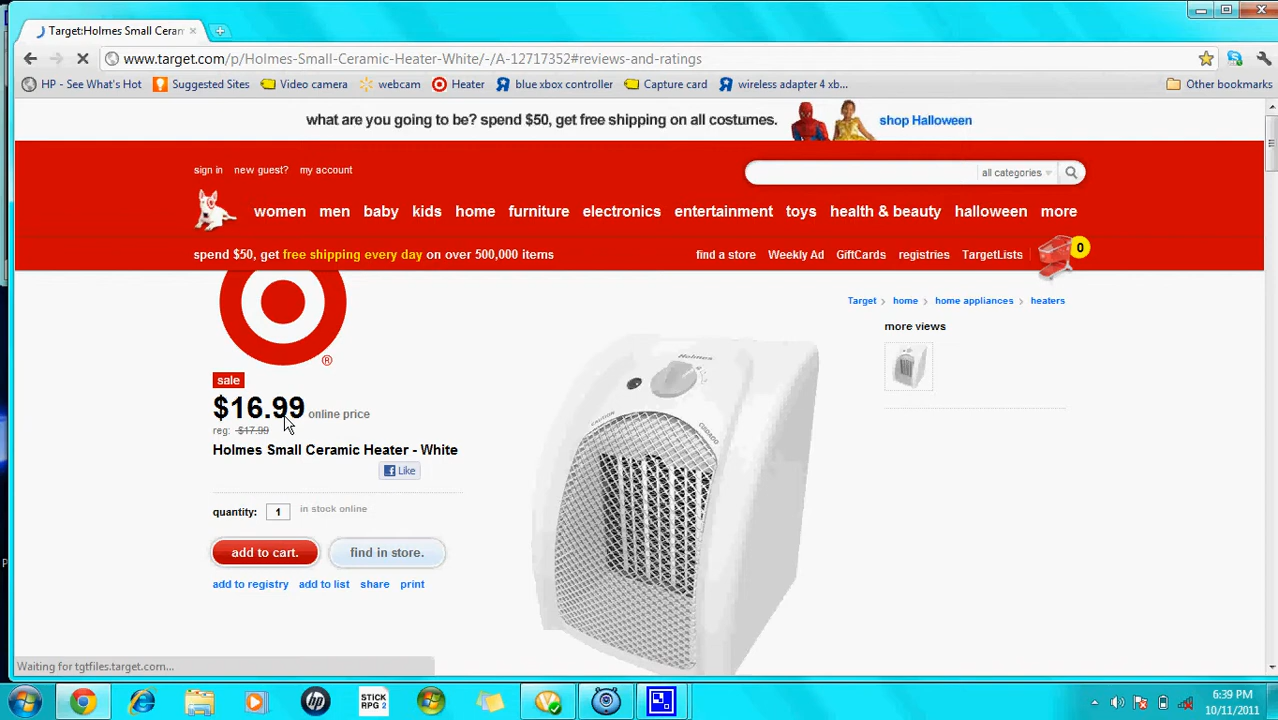 Target:Holmes Small Ceram
www.target.com/p/Holmes-Small-Ceramic-Heater-White/-/A-12717352#reviews-and-ratings
HP - See What's Hot Suggested Sites Video camera webcam Heater blue xbox controller Capture card wireless adapter 4 xb... Other bookmarks
what are you going to be? spend $50, get free shipping on all costumes. shop Halloween
sign in new guest? my account
all categories
women men baby kids home furniture electronics entertainment toys health & beauty halloween more
spend $50, get free shipping every day on over 500,000 items find a store Weekly Ad GiftCards registries TargetLists 0
Target home home appliances heaters
more views
®
sale
$16.99 online price
reg: $17.99
Holmes Small Ceramic Heater - White
Like
quantity: 1 in stock online
add to cart. find in store.
add to registry add to list share print
Holmes
CAUTION
CUIDADO
Waiting for tgtfiles.target.com...
hp
STICK
RPG 2
6:39 PM
10/11/2011